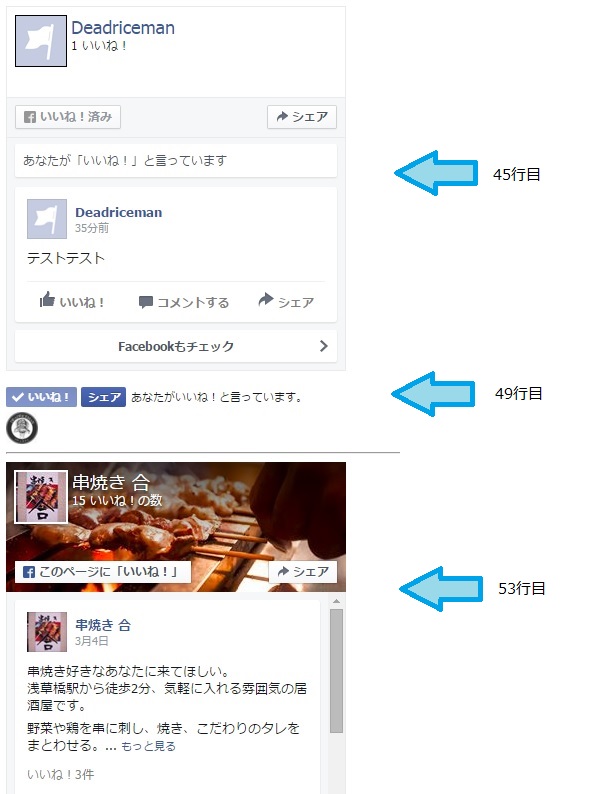 Deadriceman
1 いいね！
いいね！済み
シェア
あなたが「いいね！」と言っています
45行目
Deadriceman
35分前
テストテスト
いいね！
コメントする
シェア
Facebookもチェック
いいね！
シェア
あなたがいいね！と言っています。
49行目
串焼き 合
15 いいね！の数
このページに「いいね！」
シェア
53行目
串焼き 合
3月4日
串焼き好きなあなたに来てほしい。
浅草橋駅から徒歩2分、気軽に入れる雰囲気の居
酒屋です。
野菜や鶏を串に刺し、焼き、こだわりのタレを
まとわせる。... もっと見る
いいね！3件